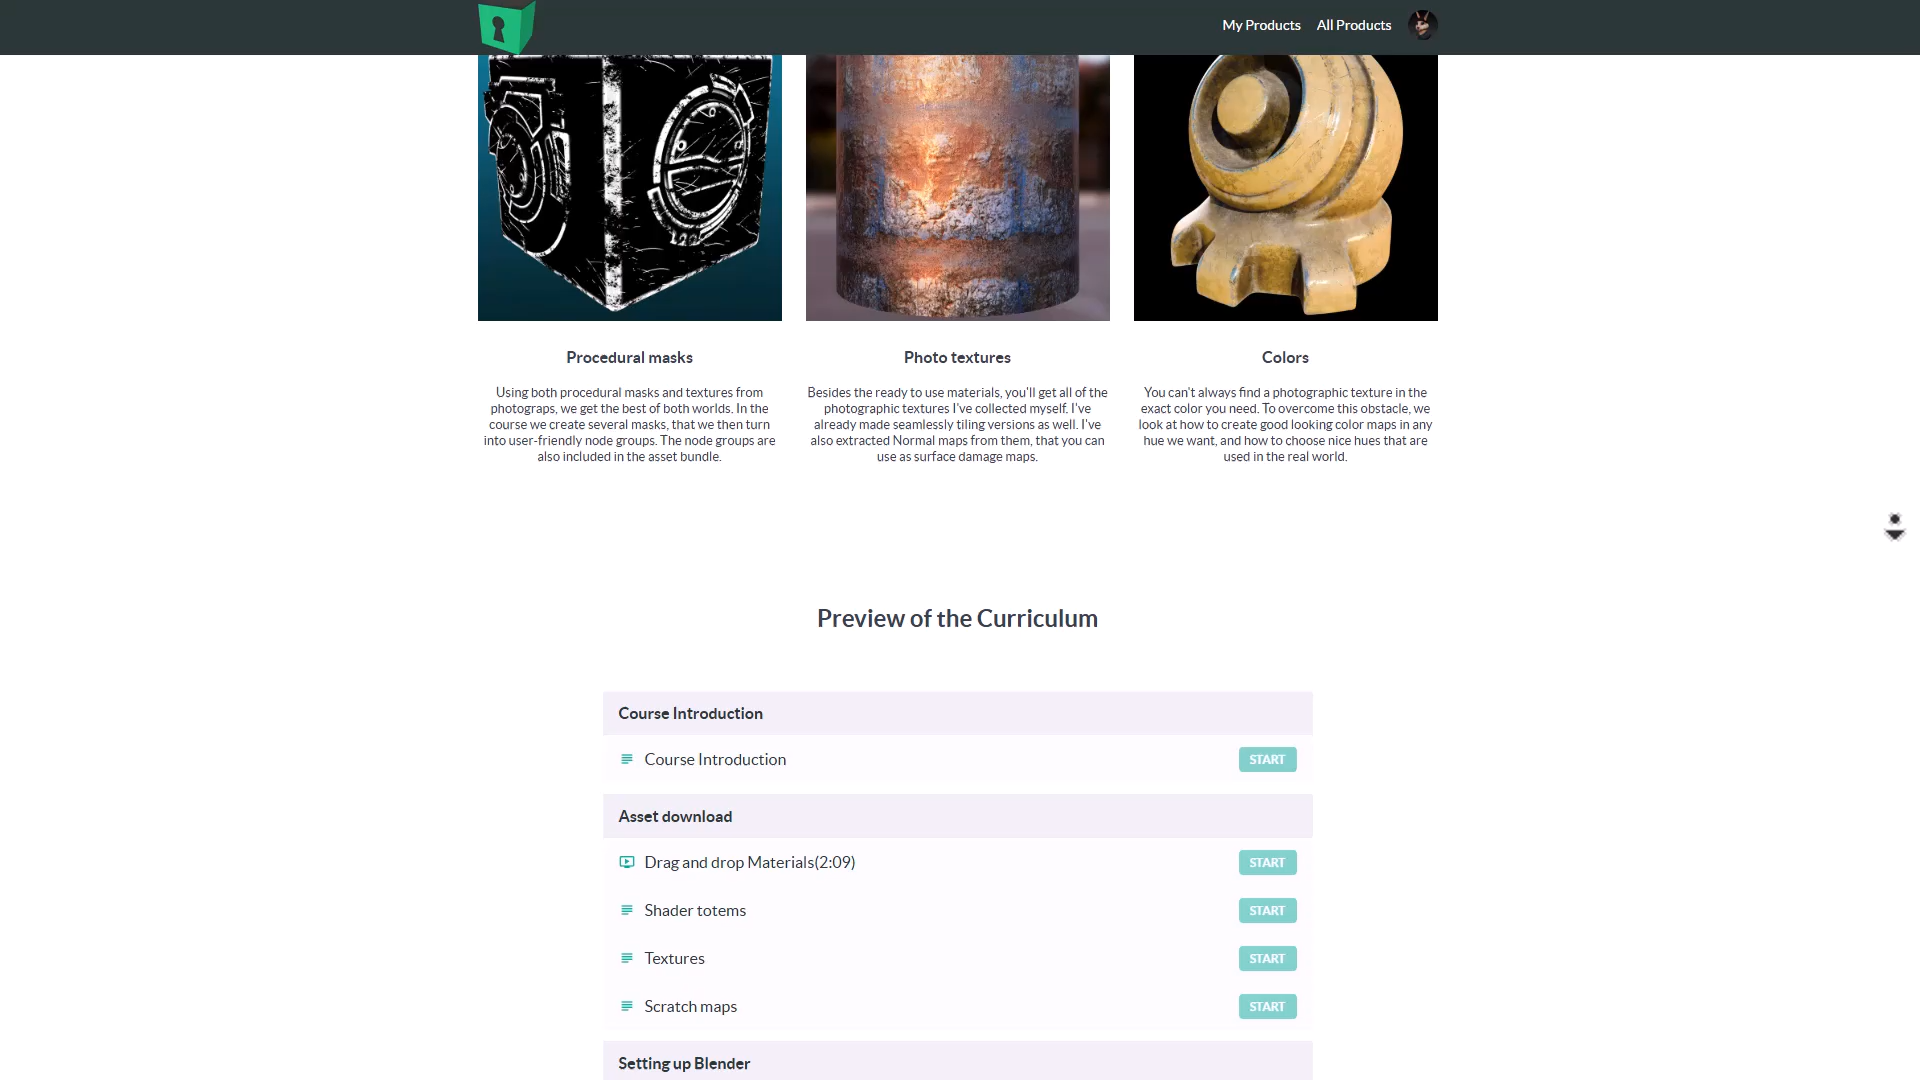 My Products
All Products
Procedural masks
Using both procedural masks and textures from
photograps, we get the best of both worlds. In the
course we create several masks, that we then turn
into user-friendly node groups. The node groups are
also included in the asset bundle.
Photo textures
Besides the ready to use materials, you'll get all of the
photographic textures I've collected myself. I've
already made seamlessly tiling versions as well. I've
also extracted Normal maps from them, that you can
use as surface damage maps.
Colors
You can't always find a photographic texture in the
exact color you need. To overcome this obstacle, we
look at how to create good looking color maps in any
hue we want, and how to choose nice hues that are
used in the real world.
Preview of the Curriculum
Course Introduction
Course Introduction
START
Asset download
Drag and drop Materials(2:09)
START
Shader totems
START
Textures
START
Scratch maps
START
Setting up Blender